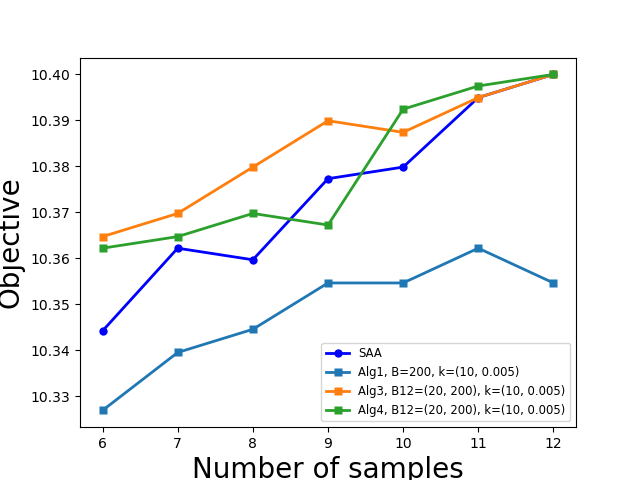 10.40
10.39
10.38
10.37
10.36
10.35
10.34
10.33
Objective
6 7 8 9 10 11 12
Number of samples
SAA
Alg1, B=200, k=(10, 0.005)
Alg3, B12=(20, 200), k=(10, 0.005)
Alg4, B12=(20, 200), k=(10, 0.005)